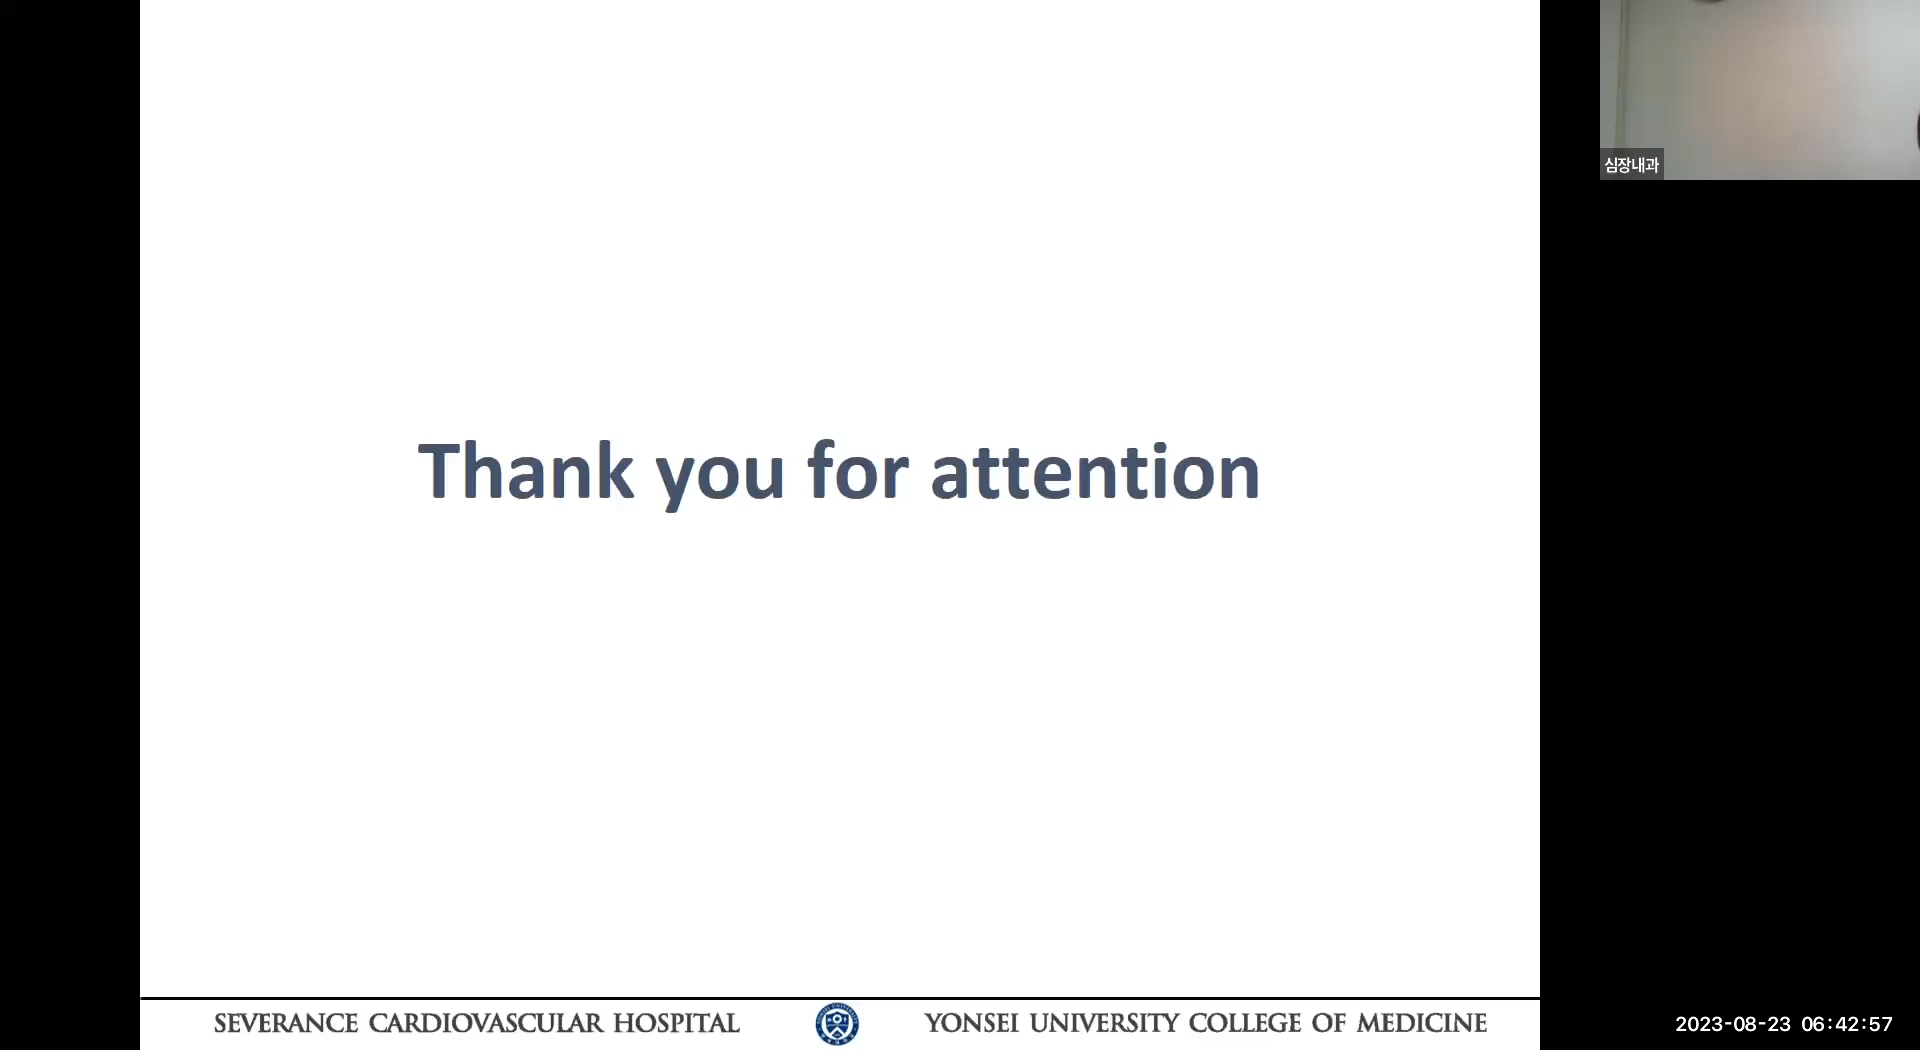 심장내과
Thank you for attention
SEVERANCE CARDIOVASCULAR HOSPITAL
YONSEI UNIVERSITY COLLEGE OF MEDICINE
2023-08-23 06:42:57